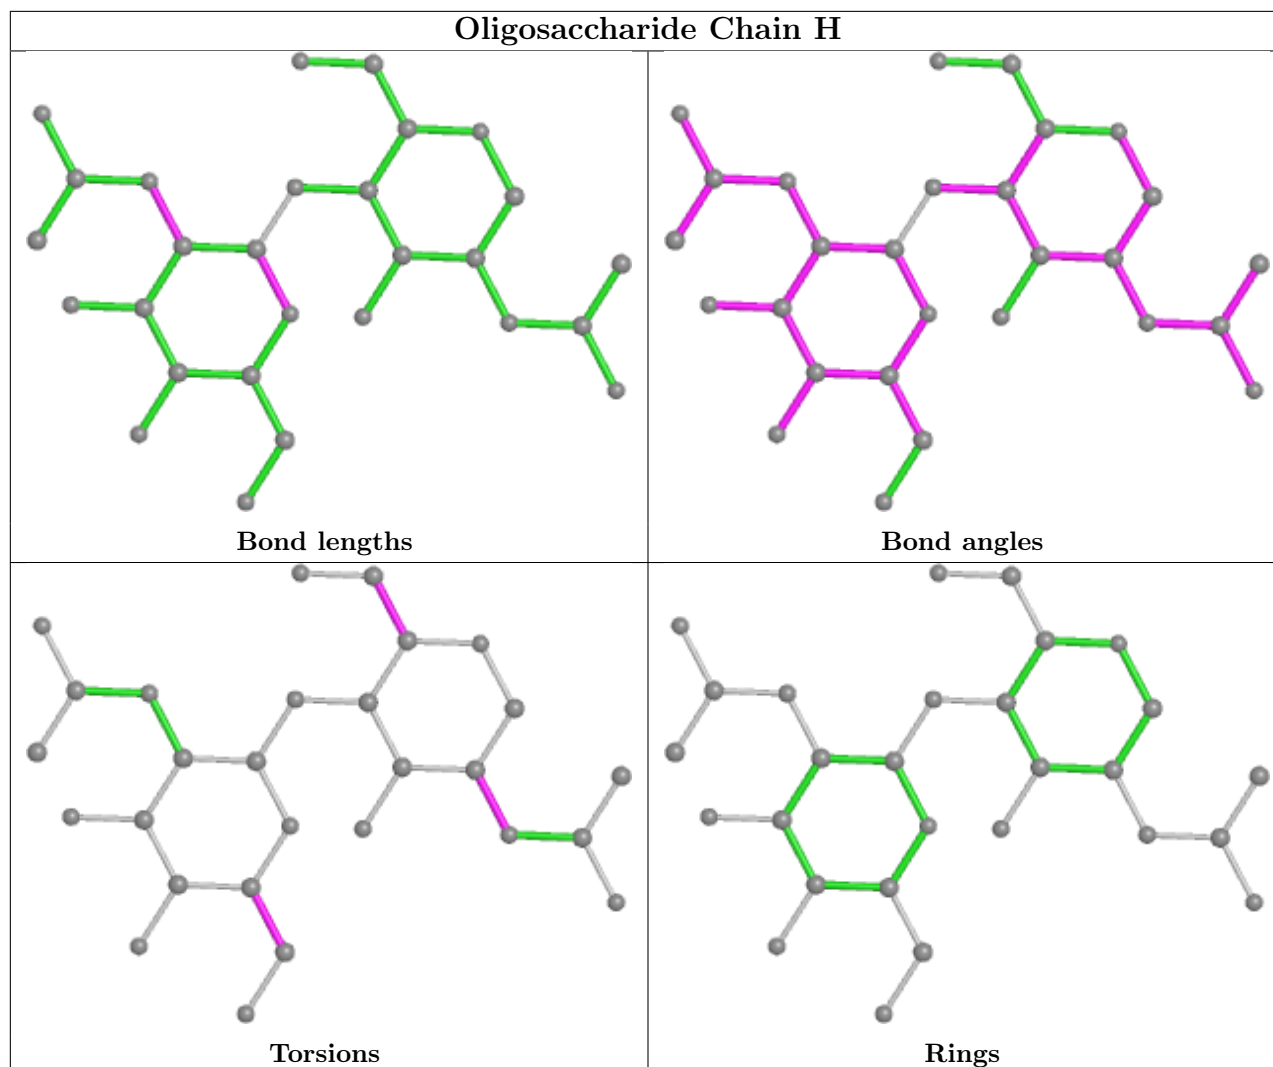 Oligosaccharide Chain H
Bond lengths
Bond angles
Torsions
Rings